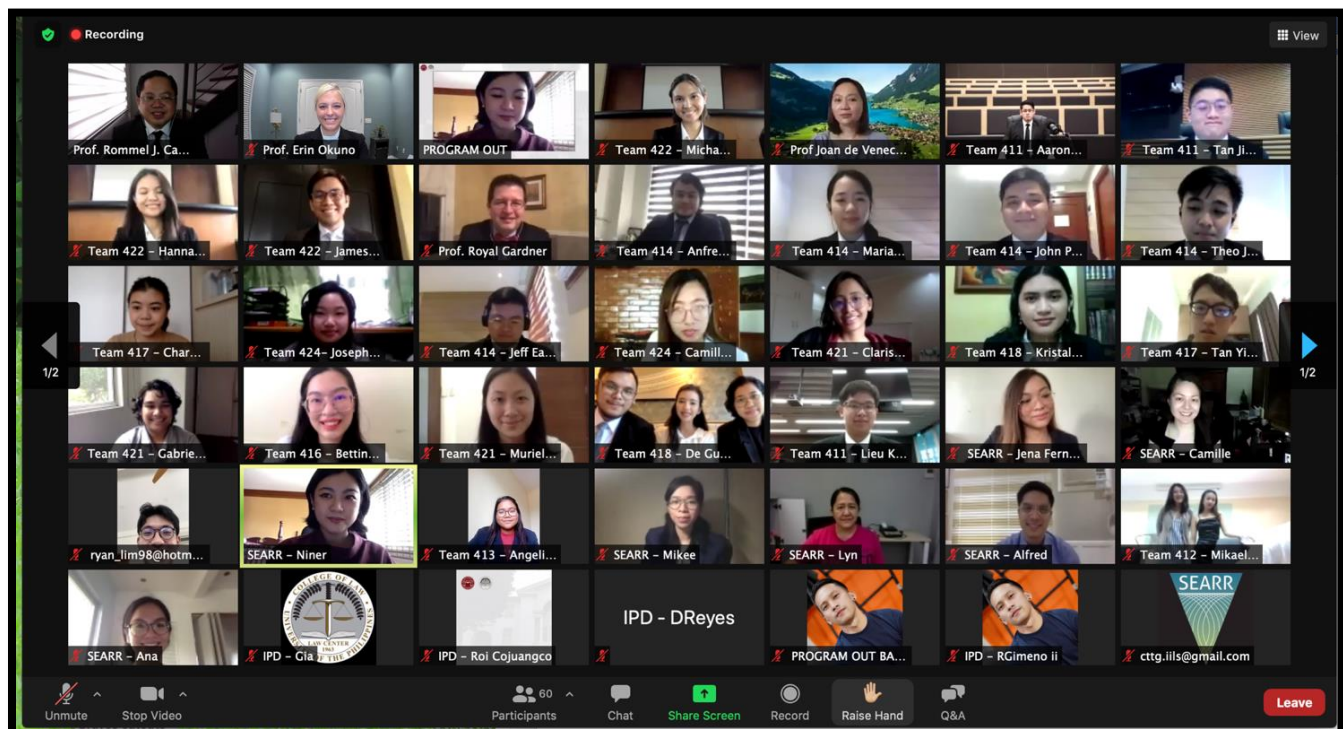 Recording
View
Prof. Rommel J. Ca...
Prof. Erin Okuno
PROGRAM OUT
Team 422 – Micha...
Prof Joan de Venec...
Team 411 – Aaron...
Team 411 – Tan Ji...
Team 422 – Hanna...
Team 422 – James...
Prof. Royal Gardner
Team 414 – Anfre...
Team 414 – Maria...
Team 414 – John P...
Team 414 – Theo J...
Team 417 – Char...
Team 424– Joseph...
Team 414 – Jeff Ea...
Team 424 – Camill...
Team 421 – Claris...
Team 418 – Kristal...
Team 417 – Tan Yi...
1/2
1/2
Team 421 – Gabrie...
Team 416 – Bettin...
Team 421 – Muriel...
Team 418 – De Gu...
Team 411 – Lieu K...
SEARR – Jena Fern...
SEARR – Camille
ryan_lim98@hotm...
SEARR – Niner
Team 413 – Angeli...
SEARR – Mikee
SEARR – Lyn
SEARR – Alfred
Team 412 – Mikael...
SEARR – Ana
COLLEGE OF LAW
UNIVERSITY OF THE PHILIPPINES
LAW CENTER
1963
IPD – Gia
IPD – Roi Cojuangco
IPD - DReyes
PROGRAM OUT BA...
IPD – RGimeno ii
SEARR
cttg.iils@gmail.com
Unmute
Stop Video
60
Participants
Chat
Share Screen
Record
Raise Hand
Q&A
Leave